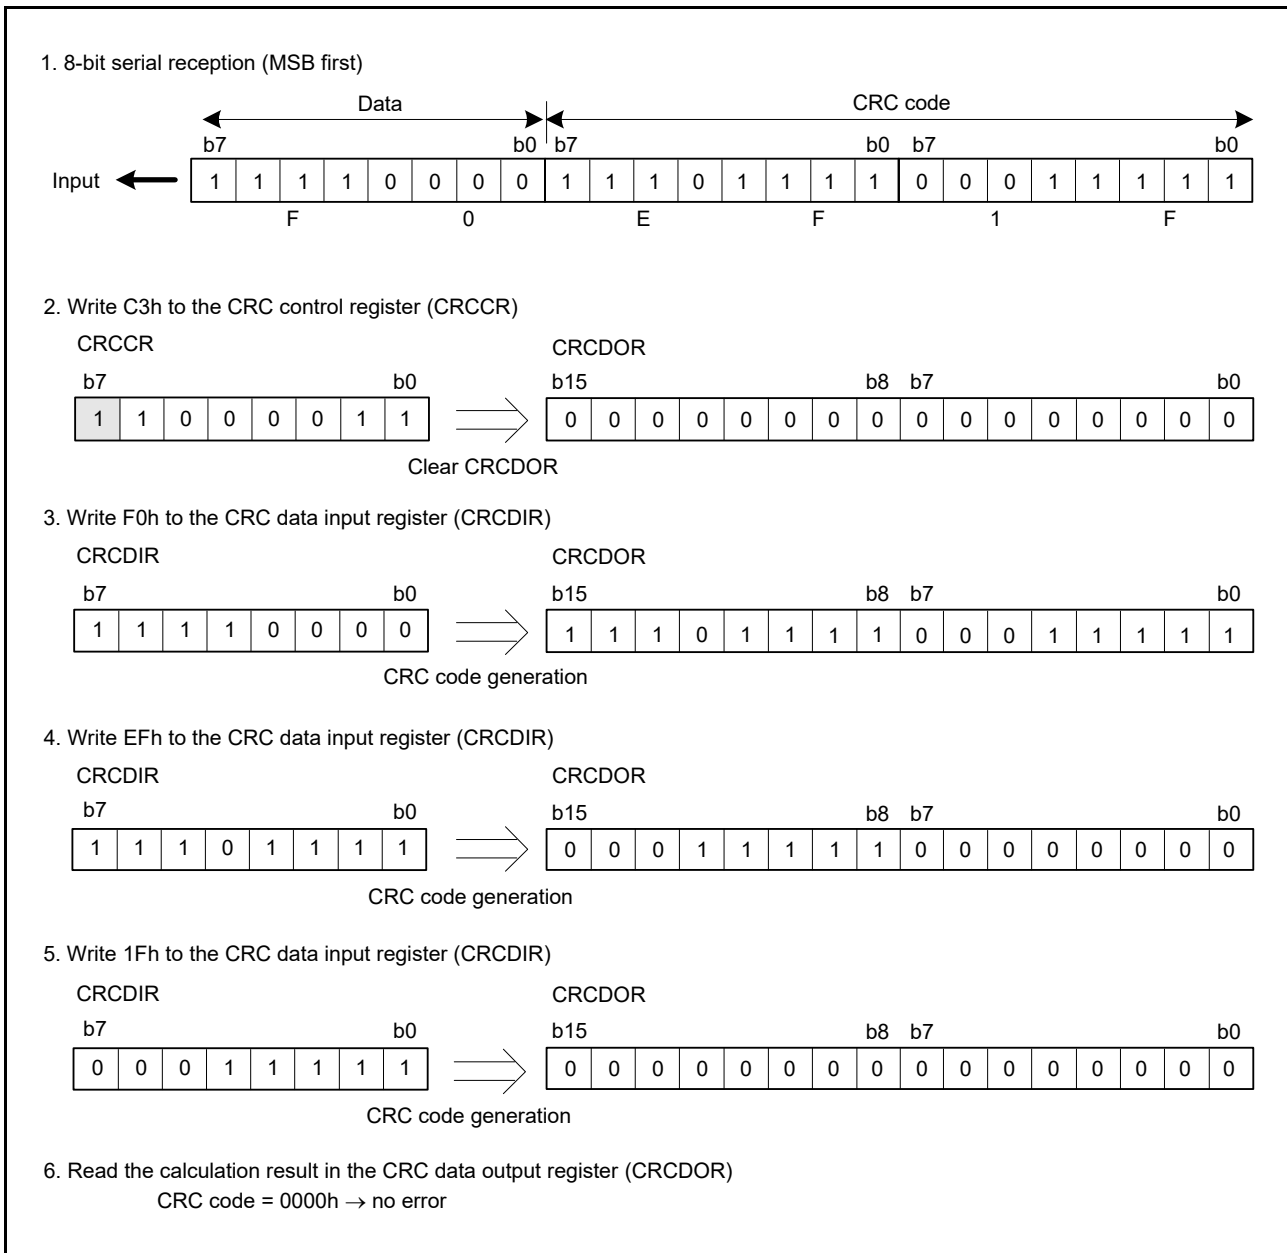 1. 8-bit serial reception (MSB first)
Data CRC code
b7 b0 b7 b0 b7 b0
Input 1 1 1 1 0 0 0 0 1 1 1 0 1 1 1 1 0 0 0 1 1 1 1 1
F 0 E F 1 F
2. Write C3h to the CRC control register (CRCCR)
CRCCR CRCDOR
b7 b0 b15 b8 b7 b0
1 1 0 0 0 0 1 1 0 0 0 0 0 0 0 0 0 0 0 0 0 0 0 0
Clear CRCDOR
3. Write F0h to the CRC data input register (CRCDIR)
CRCDIR CRCDOR
b7 b0 b15 b8 b7 b0
1 1 1 1 0 0 0 0 1 1 1 0 1 1 1 1 0 0 0 1 1 1 1 1
CRC code generation
4. Write EFh to the CRC data input register (CRCDIR)
CRCDIR CRCDOR
b7 b0 b15 b8 b7 b0
1 1 1 0 1 1 1 1 0 0 0 1 1 1 1 1 0 0 0 0 0 0 0 0
CRC code generation
5. Write 1Fh to the CRC data input register (CRCDIR)
CRCDIR CRCDOR
b7 b0 b15 b8 b7 b0
0 0 0 1 1 1 1 1 0 0 0 0 0 0 0 0 0 0 0 0 0 0 0 0
CRC code generation
6. Read the calculation result in the CRC data output register (CRCDOR)
CRC code = 0000h → no error